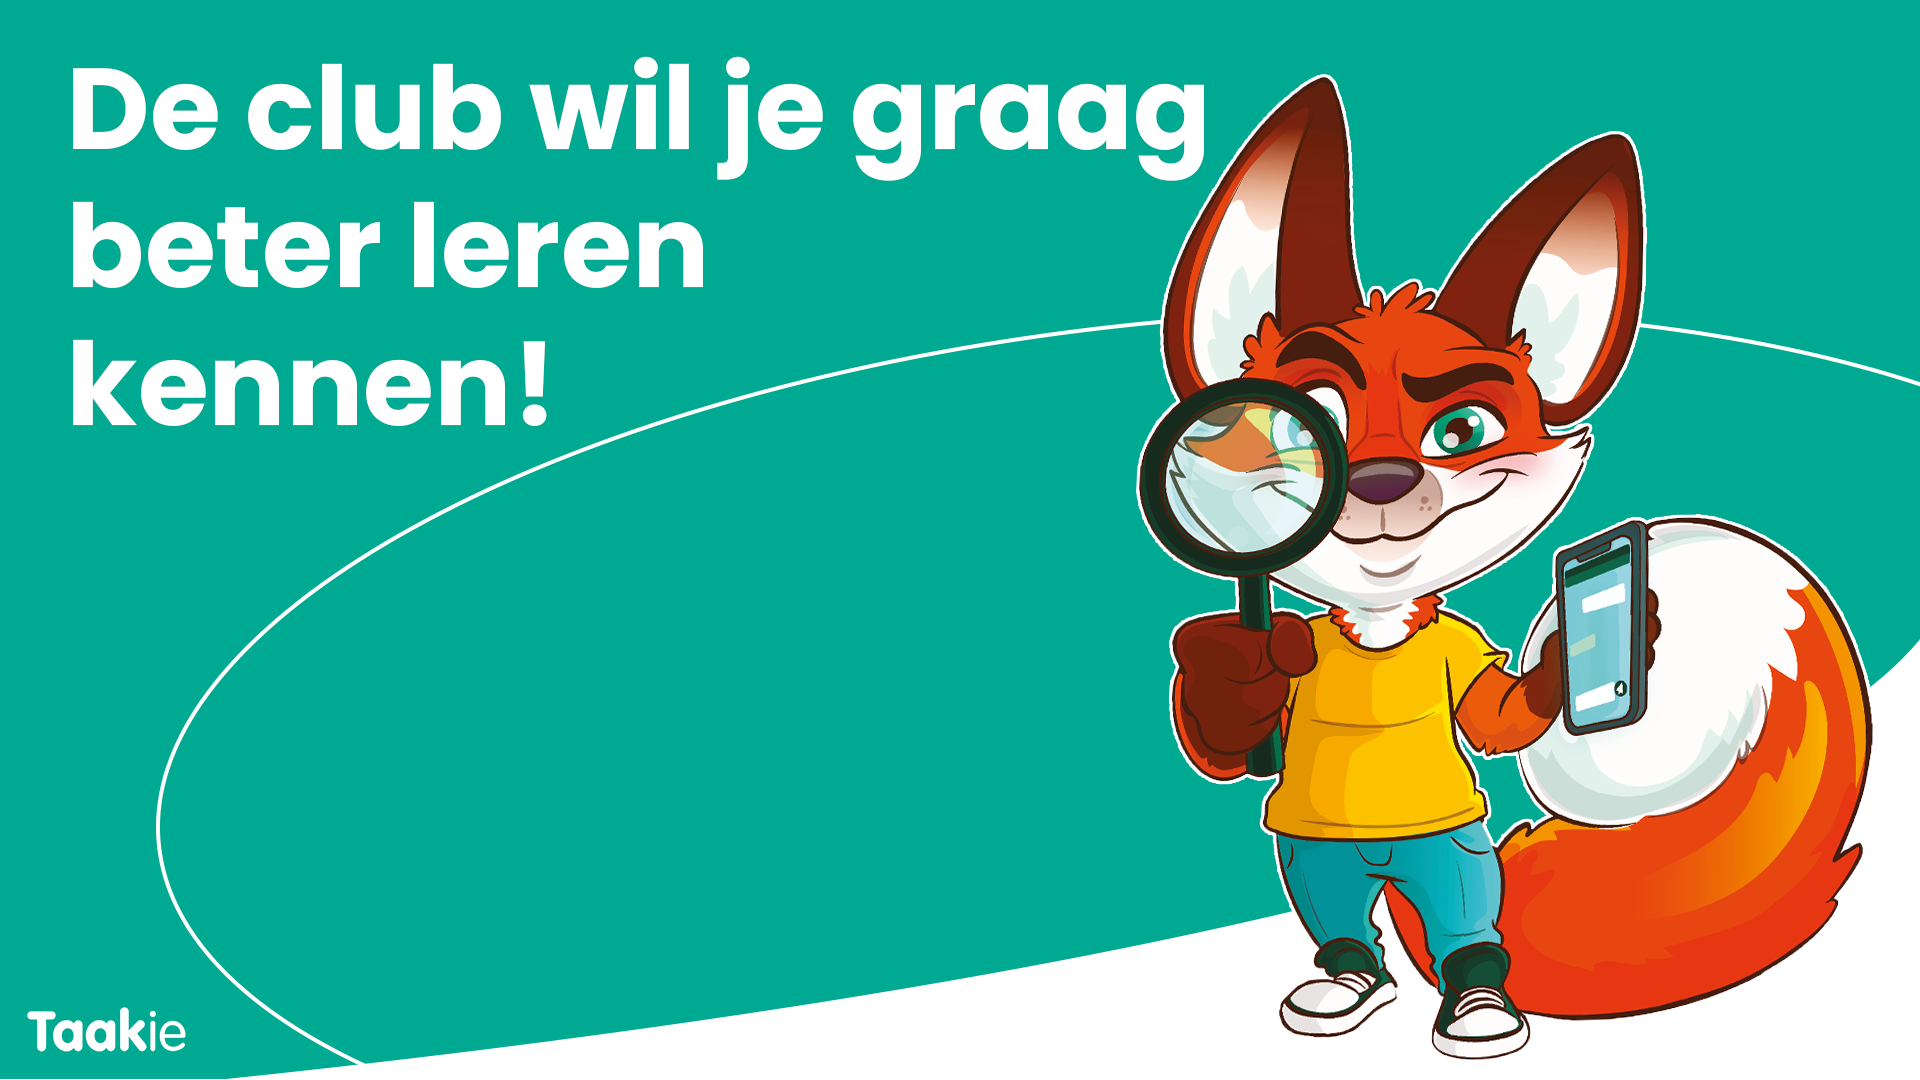 De club wil je graag
beter leren
kennen!
Taakie